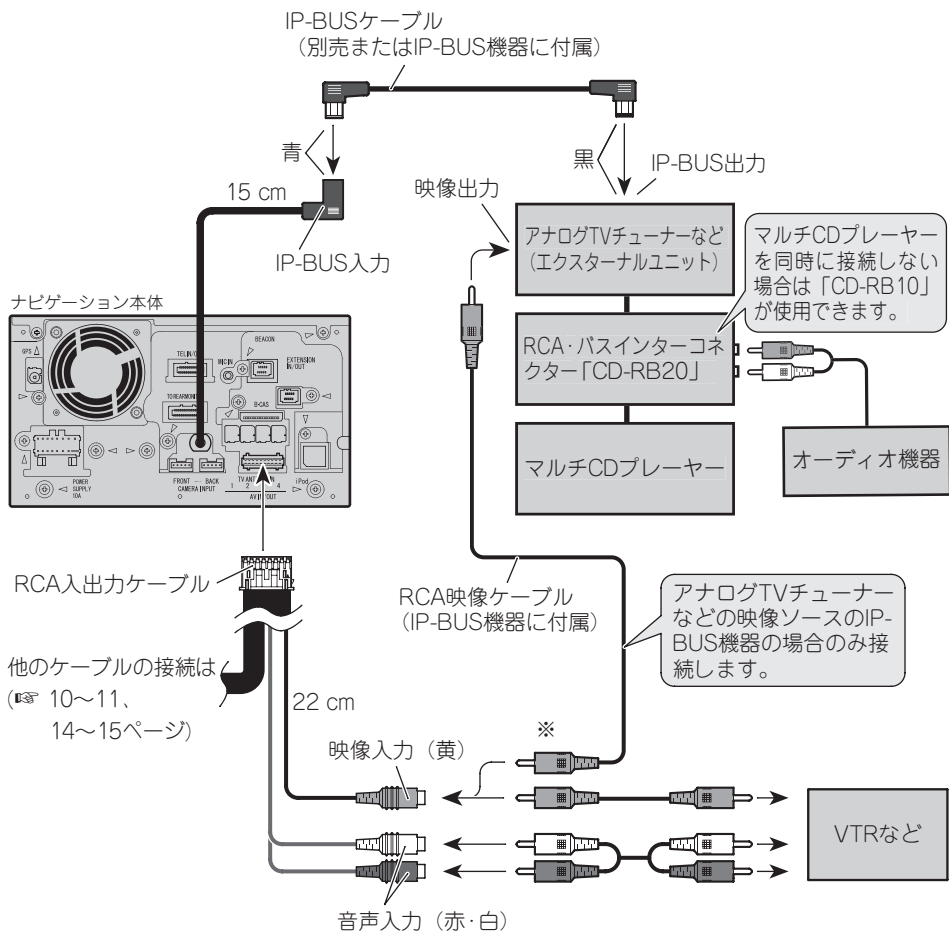 IP-BUSケーブル
（別売またはIP-BUS機器に付属）
青
黒
IP-BUS出力
映像出力
15 cm
IP-BUS入力
アナログTVチューナーなど
（エクスターナルユニット）
マルチCDプレーヤー
を同時に接続しない
場合は「CD-RB10」
が使用できます。
ナビゲーション本体
GPS
TEL IN/O
MIC IN
BEACON
EXTENSION
IN/OUT
TO REAR MONI
B-CAS
POWER
SUPPLY
10A
FRONT
BACK
CAMERA INPUT
TV ANT
N
1
2
4
AV IN
OUT
iPod
RCA・バスインターコネ
クター「CD-RB20」
マルチCDプレーヤー
オーディオ機器
RCA入出力ケーブル
RCA映像ケーブル
（IP-BUS機器に付属）
アナログTVチューナー
などの映像ソースのIP-
BUS機器の場合のみ接
続します。
他のケーブルの接続は
（☞ 10〜11、
14〜15ページ）
22 cm
※
映像入力（黄）
VTRなど
音声入力（赤・白）